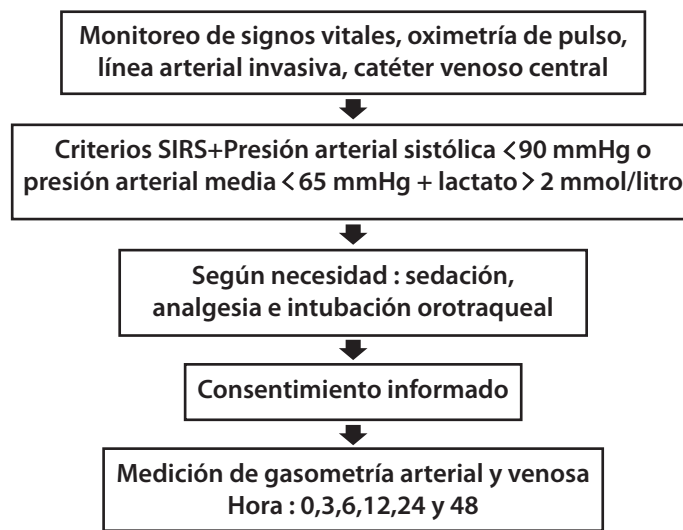 Monitoreo de signos vitales, oximetría de pulso,
línea arterial invasiva, catéter venoso central
Criterios SIRS+Presión arterial sistólica <90 mmHg o
presión arterial media <65 mmHg + lactato > 2 mmol/litro
Según necesidad : sedación,
analgesia e intubación orotraqueal
Consentimiento informado
Medición de gasometría arterial y venosa
Hora : 0,3,6,12,24 y 48